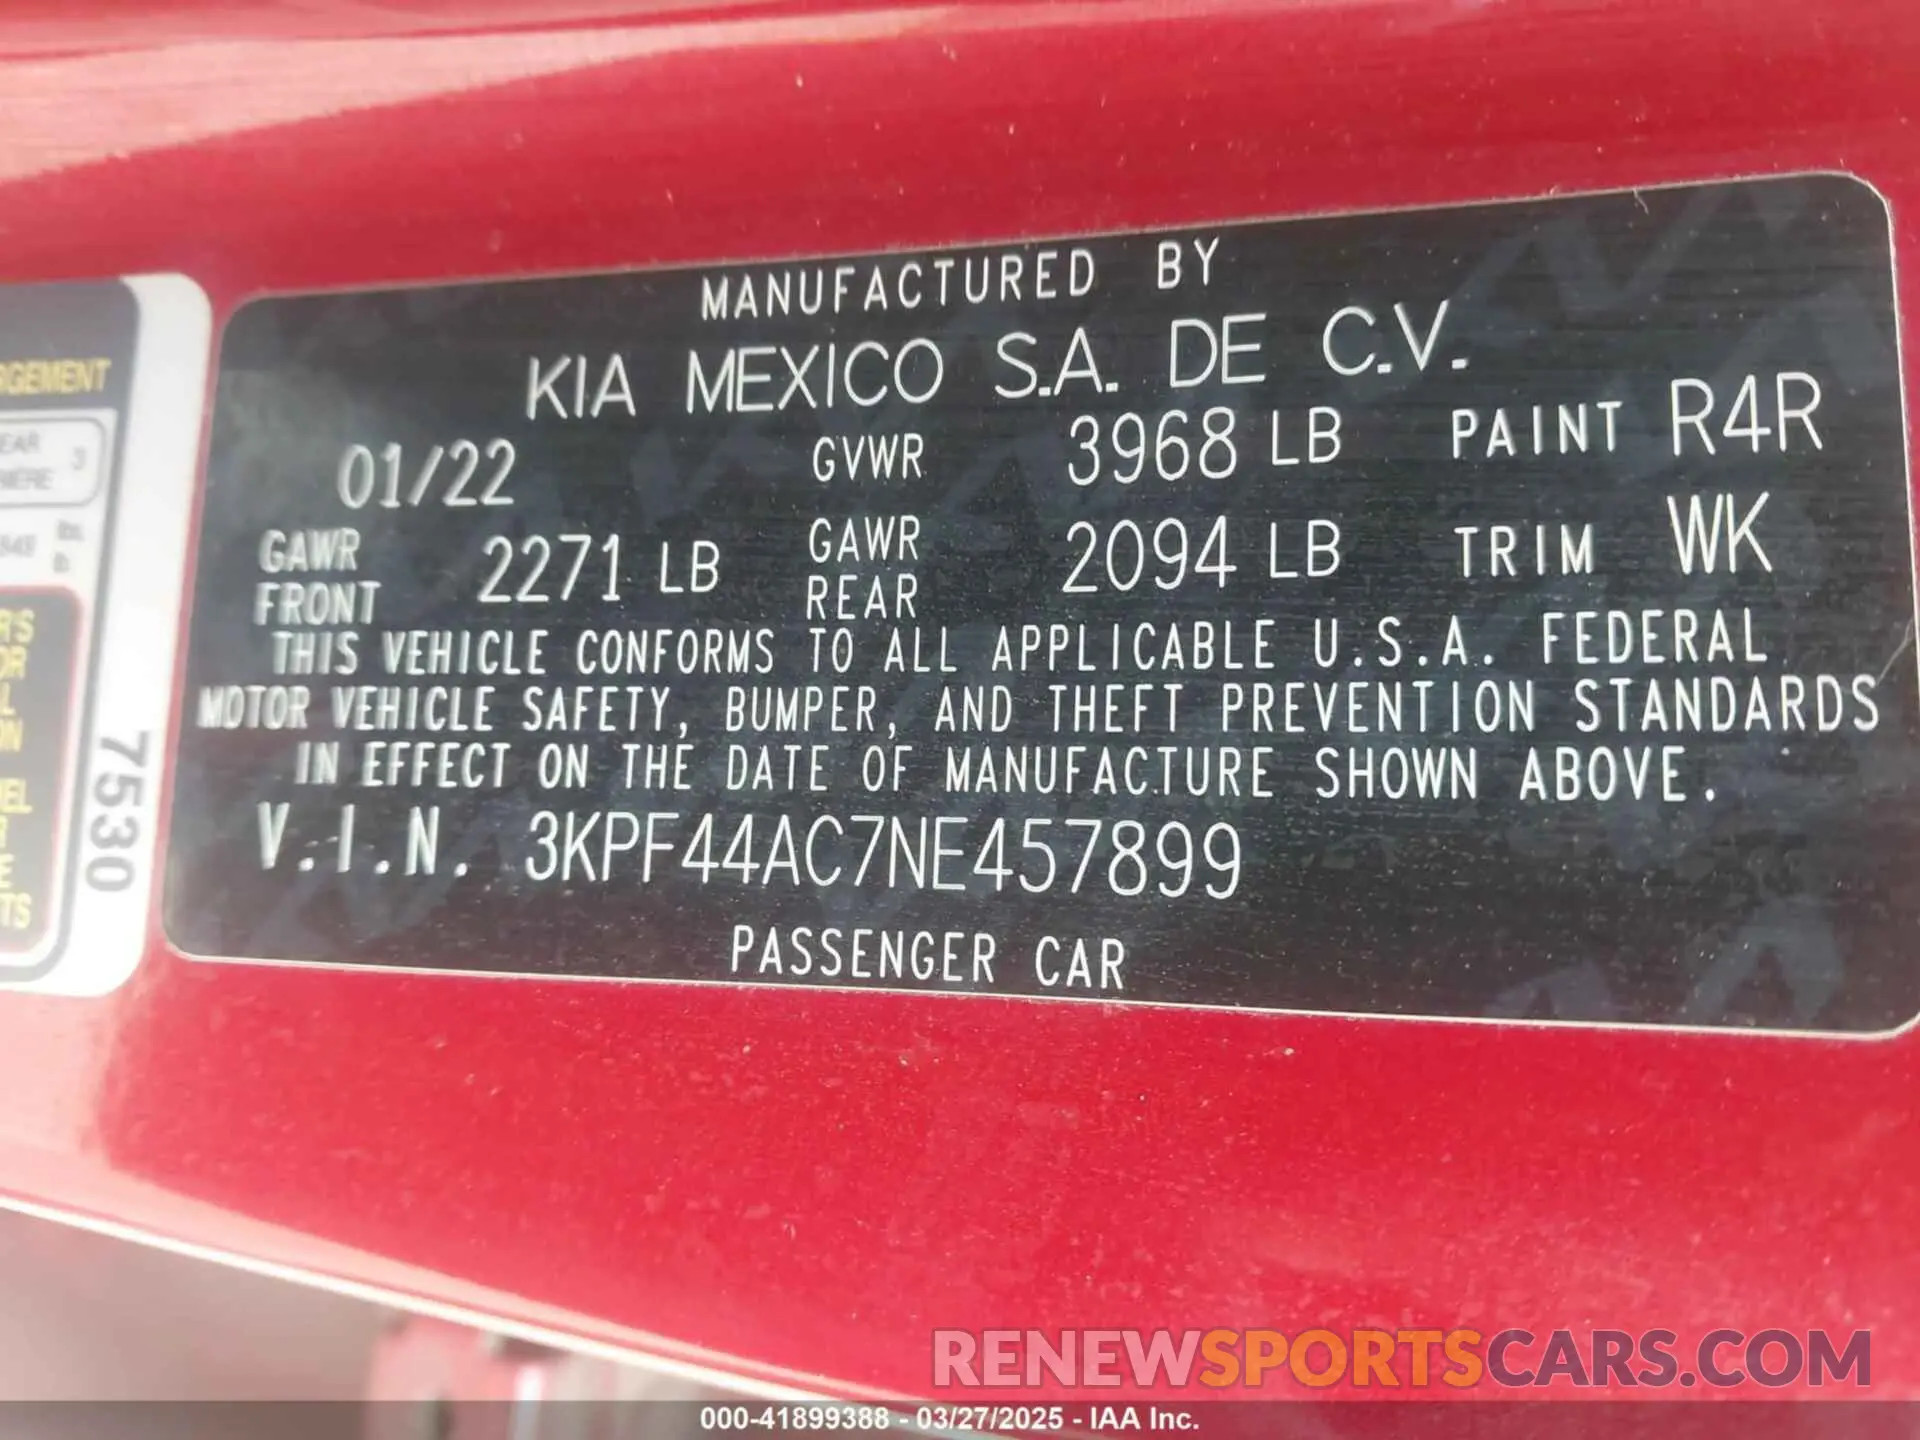 MANUFACTURED BY
KIA MEXICO S.A. DE C.V.
01/22 GVWR 3968 LB PAINT R4R
GAWR FRONT 2271 LB GAWR REAR 2094 LB TRIM WK
THIS VEHICLE CONFORMS TO ALL APPLICABLE U.S.A. FEDERAL
MOTOR VEHICLE SAFETY, BUMPER, AND THEFT PREVENTION STANDARDS
IN EFFECT ON THE DATE OF MANUFACTURE SHOWN ABOVE.
V.I.N. 3KPF44AC7NE457899
PASSENGER CAR
7530
RENEWSPORTSCARS.COM
000-41899388 - 03/27/2025 - IAA Inc.